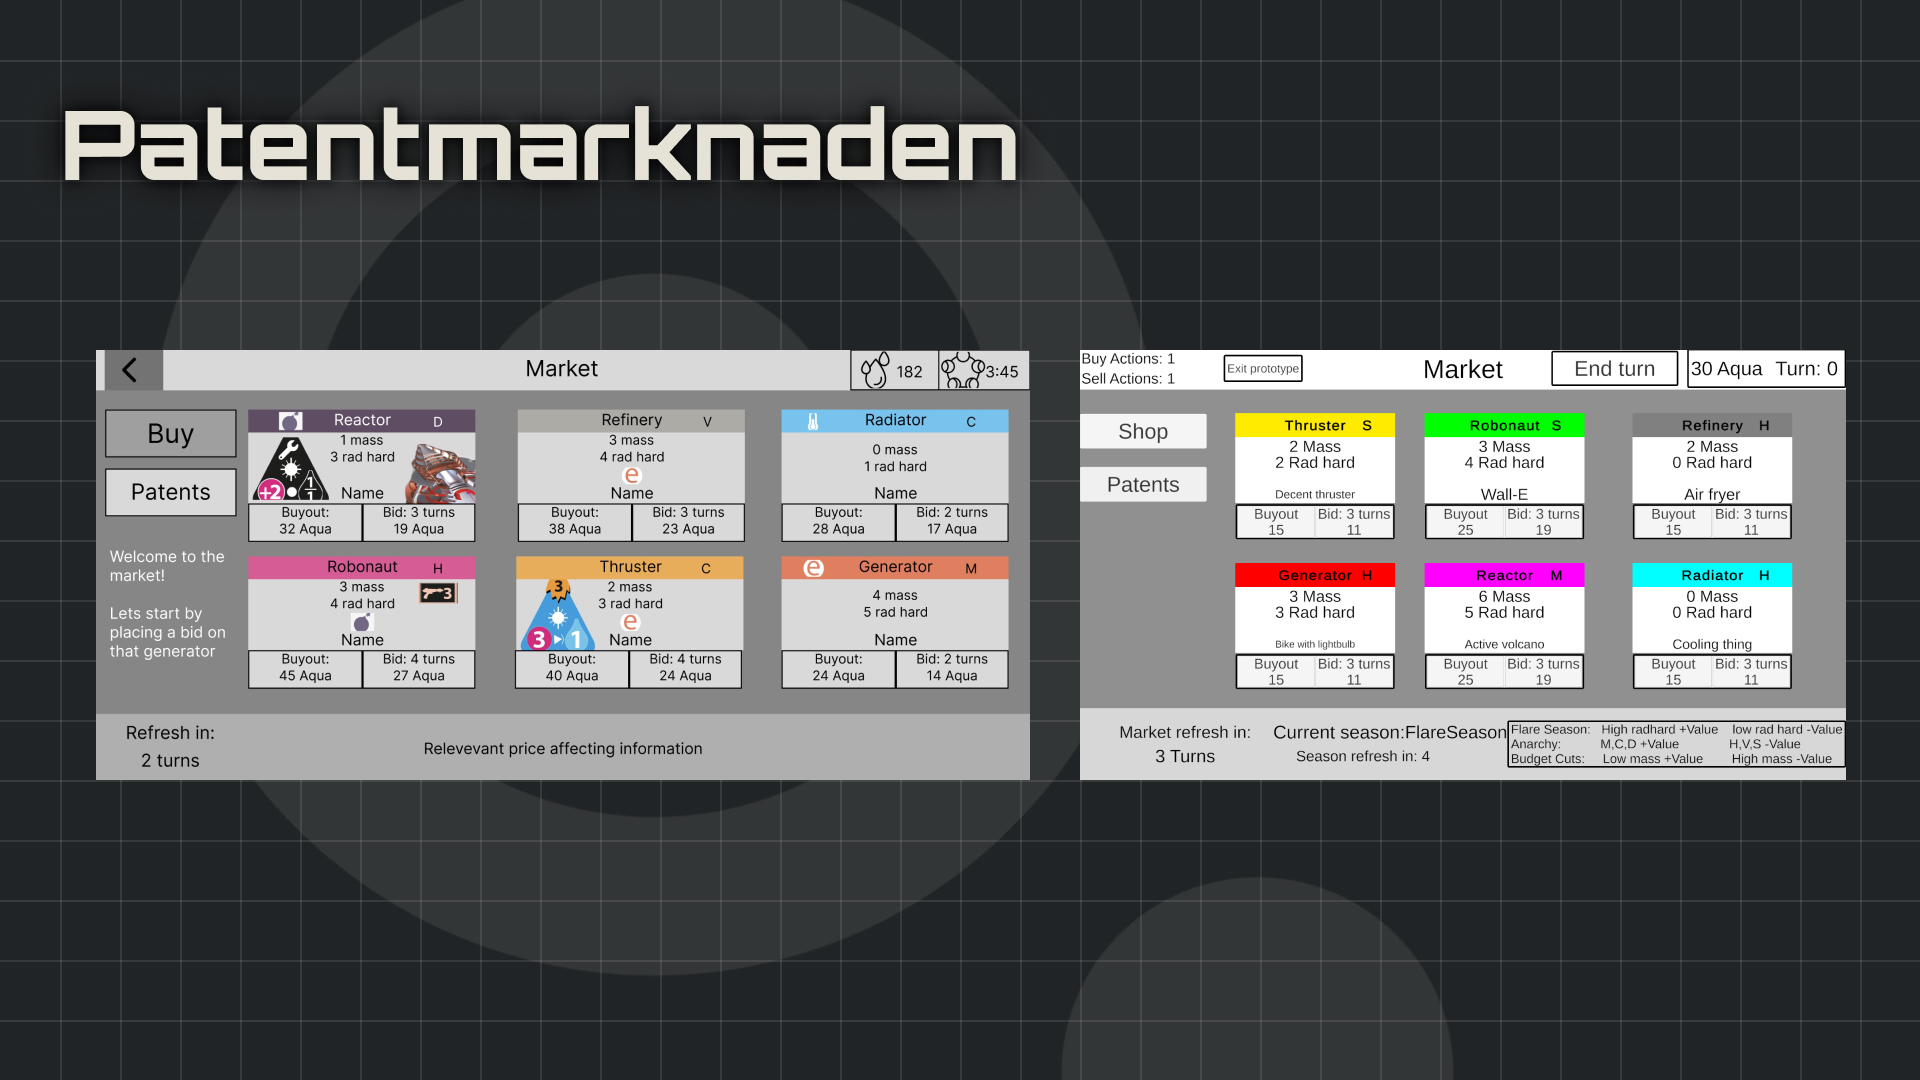 Patentmarknaden
Market
182
3:45
Buy
Patents
Welcome to the
market!
Lets start by
placing a bid on
that generator
Reactor D
1 mass
3 rad hard
+2
1
1
Name
Buyout:
32 Aqua
Bid: 3 turns
19 Aqua
Refinery V
3 mass
4 rad hard
e
Name
Buyout:
38 Aqua
Bid: 3 turns
23 Aqua
Radiator C
0 mass
1 rad hard
Name
Buyout:
28 Aqua
Bid: 2 turns
17 Aqua
Robonaut H
3 mass
4 rad hard
3
Name
Buyout:
45 Aqua
Bid: 4 turns
27 Aqua
Thruster C
3
2 mass
3 rad hard
e
3 1
Name
Buyout:
40 Aqua
Bid: 4 turns
24 Aqua
e Generator M
4 mass
5 rad hard
Name
Buyout:
24 Aqua
Bid: 2 turns
14 Aqua
Refresh in:
2 turns
Relevevant price affecting information
Buy Actions: 1
Sell Actions: 1
Exit prototype
Market
End turn
30 Aqua Turn: 0
Shop
Patents
Thruster S
2 Mass
2 Rad hard
Decent thruster
Buyout
15
Bid: 3 turns
11
Robonaut S
3 Mass
4 Rad hard
Wall-E
Buyout
25
Bid: 3 turns
19
Refinery H
2 Mass
0 Rad hard
Air fryer
Buyout
15
Bid: 3 turns
11
Generator H
3 Mass
3 Rad hard
Bike with lightbulb
Buyout
15
Bid: 3 turns
11
Reactor M
6 Mass
5 Rad hard
Active volcano
Buyout
25
Bid: 3 turns
19
Radiator H
0 Mass
0 Rad hard
Cooling thing
Buyout
15
Bid: 3 turns
11
Market refresh in:
3 Turns
Current season:FlareSeason
Season refresh in: 4
Flare Season: High radhard +Value low rad hard -Value
Anarchy: M,C,D +Value H,V,S -Value
Budget Cuts: Low mass +Value High mass -Value